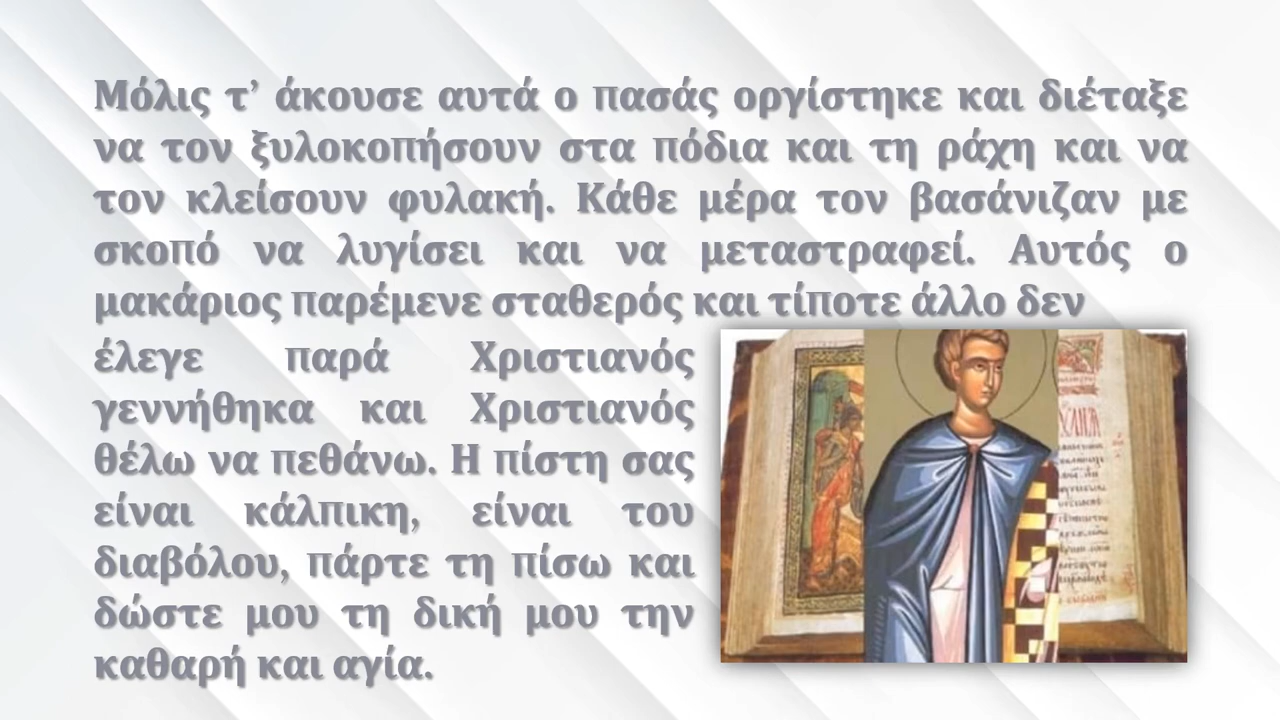 Μόλις τ’ άκουσε αυτά ο πασάς οργίστηκε και διέταξε
να τον ξυλοκοπήσουν στα πόδια και τη ράχη και να
τον κλείσουν φυλακή. Κάθε μέρα τον βασάνιζαν με
σκοπό να λυγίσει και να μεταστραφεί. Αυτός ο
μακάριος παρέμενε σταθερός και τίποτε άλλο δεν
έλεγε παρά Χριστιανός
γεννήθηκα και Χριστιανός
θέλω να πεθάνω. Η πίστη σας
είναι κάλπικη, είναι του
διαβόλου, πάρτε τη πίσω και
δώστε μου τη δική μου την
καθαρή και αγία.